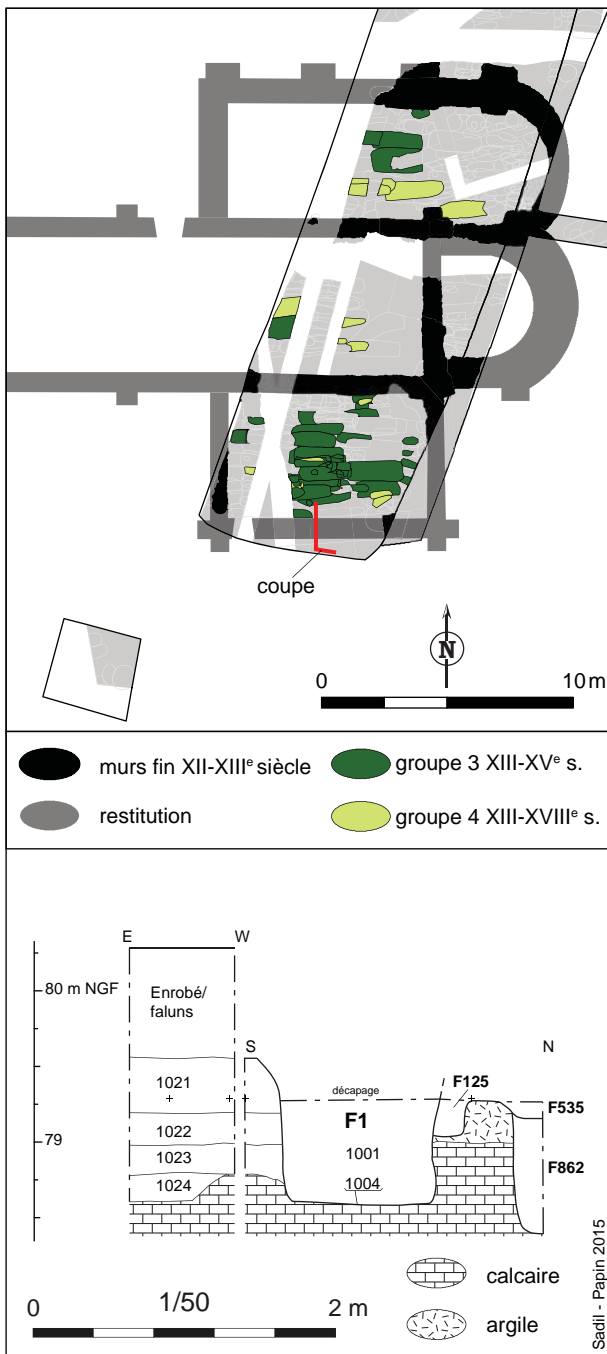 coupe
N
0
10 m
murs fin XII-XIIIᵉ siècle
groupe 3 XIII-XVᵉ s.
restitution
groupe 4 XIII-XVIIIᵉ s.
E
W
80 m NGF
Enrobé/
faluns
S
N
1021
décapage
F125
F535
F1
79
1022
1001
1023
F862
1024
1004
calcaire
0
1/50
2 m
argile
Sadil - Papin 2015